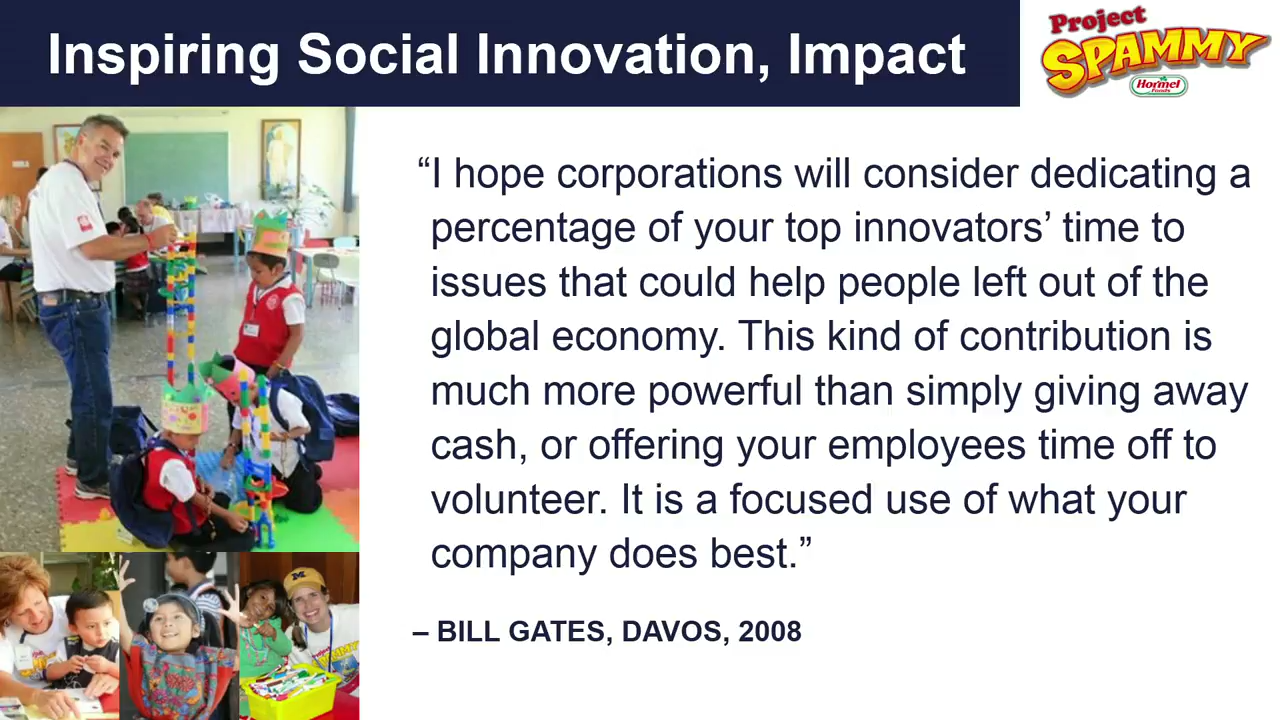 Inspiring Social Innovation, Impact
Project
SPAMMY
Hormel
Foods
“I hope corporations will consider dedicating a
percentage of your top innovators’ time to
issues that could help people left out of the
global economy. This kind of contribution is
much more powerful than simply giving away
cash, or offering your employees time off to
volunteer. It is a focused use of what your
company does best.”
– BILL GATES, DAVOS, 2008